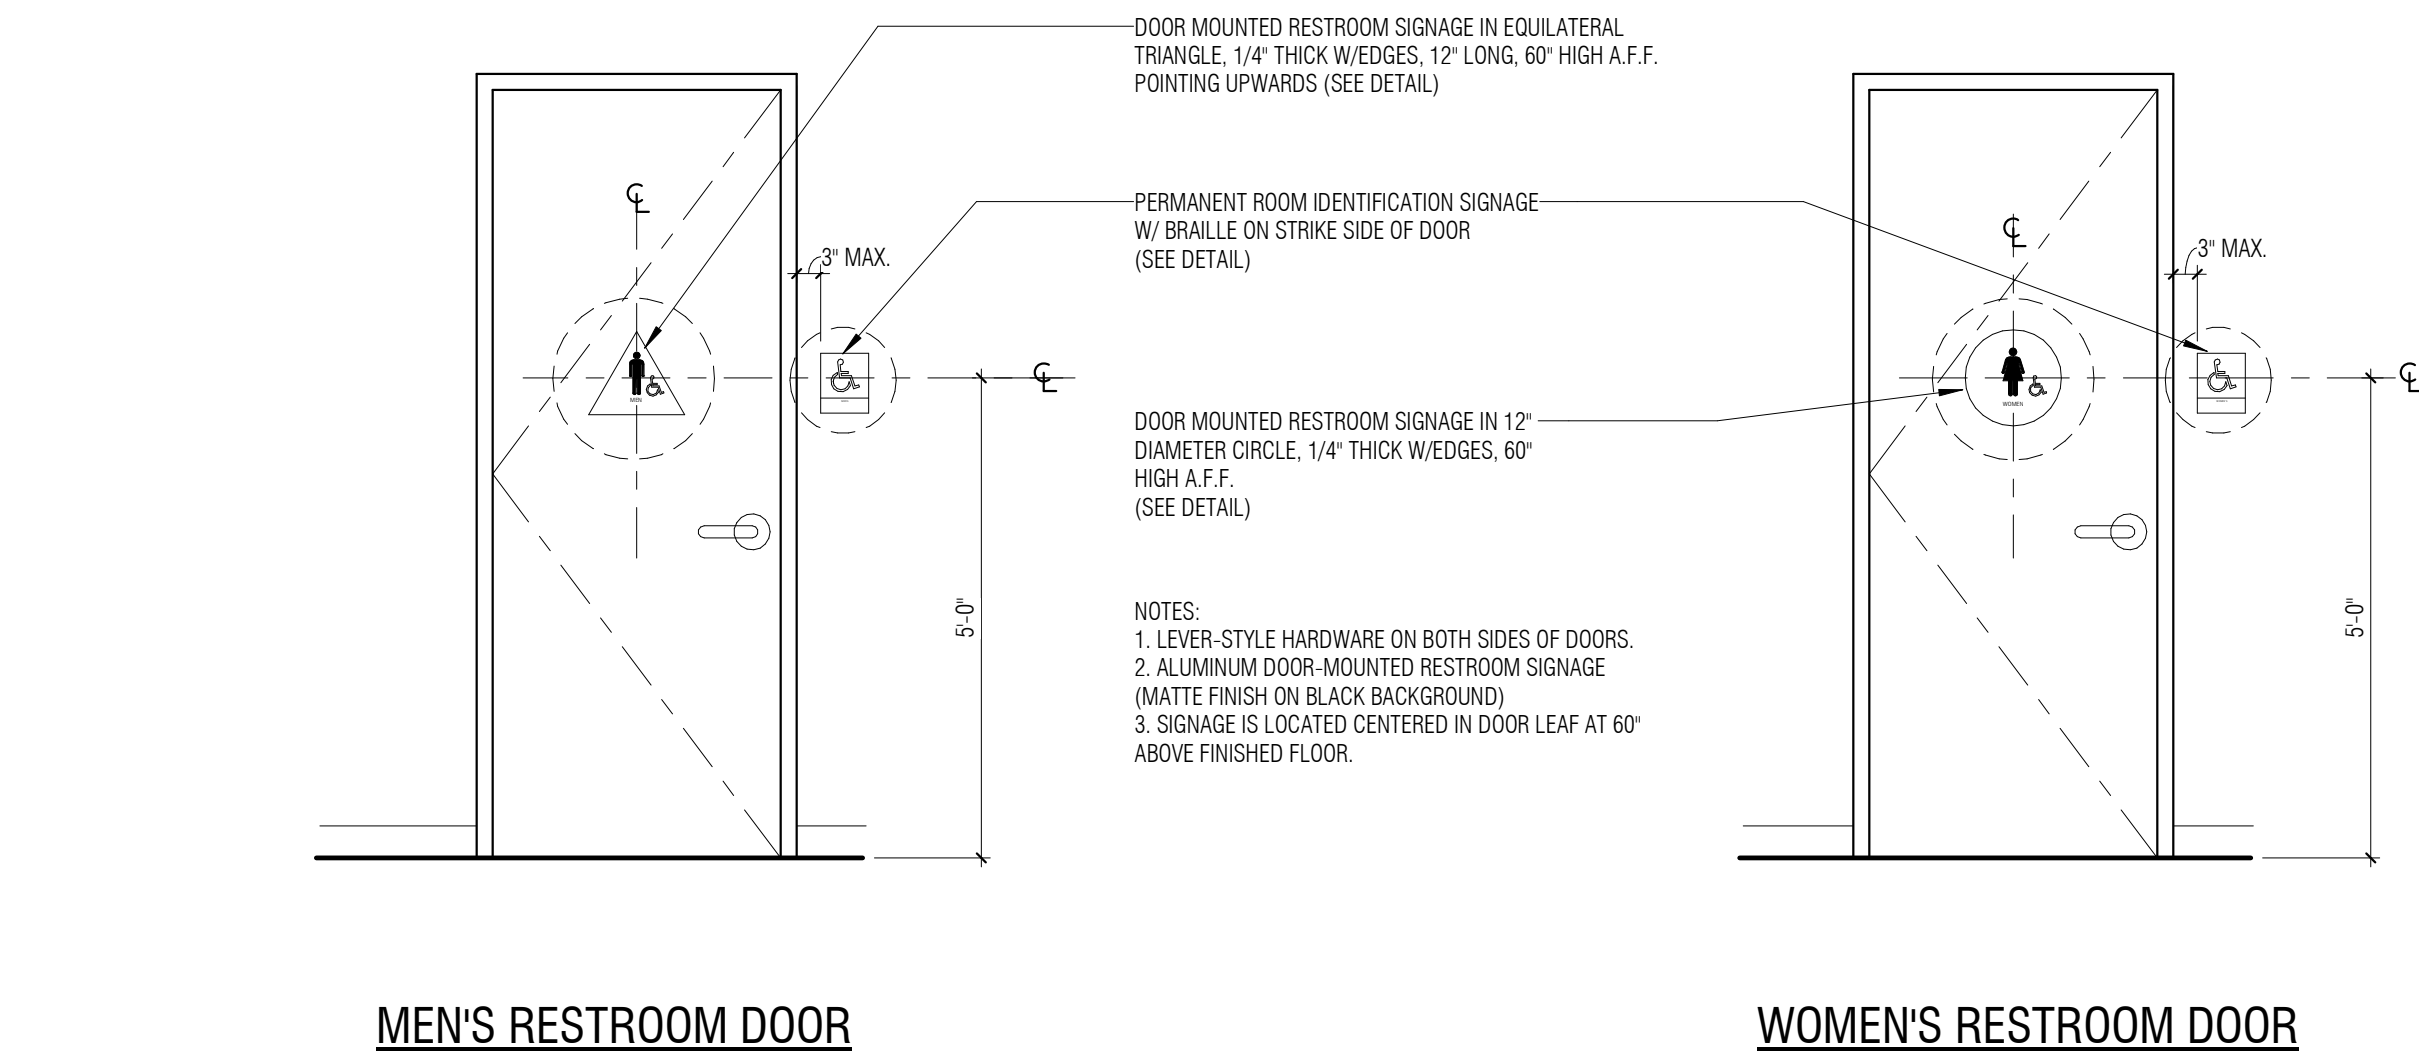 DOOR MOUNTED RESTROOM SIGNAGE IN EQUILATERAL
TRIANGLE, 1/4" THICK W/EDGES, 12" LONG, 60" HIGH A.F.F.
POINTING UPWARDS (SEE DETAIL)
PERMANENT ROOM IDENTIFICATION SIGNAGE
W/ BRAILLE ON STRIKE SIDE OF DOOR
(SEE DETAIL)
3" MAX.
3" MAX.
MEN
WOMEN
DOOR MOUNTED RESTROOM SIGNAGE IN 12"
DIAMETER CIRCLE, 1/4" THICK W/EDGES, 60"
HIGH A.F.F.
(SEE DETAIL)
5'-0"
5'-0"
NOTES:
1. LEVER-STYLE HARDWARE ON BOTH SIDES OF DOORS.
2. ALUMINUM DOOR-MOUNTED RESTROOM SIGNAGE
(MATTE FINISH ON BLACK BACKGROUND)
3. SIGNAGE IS LOCATED CENTERED IN DOOR LEAF AT 60"
ABOVE FINISHED FLOOR.
MEN'S RESTROOM DOOR
WOMEN'S RESTROOM DOOR